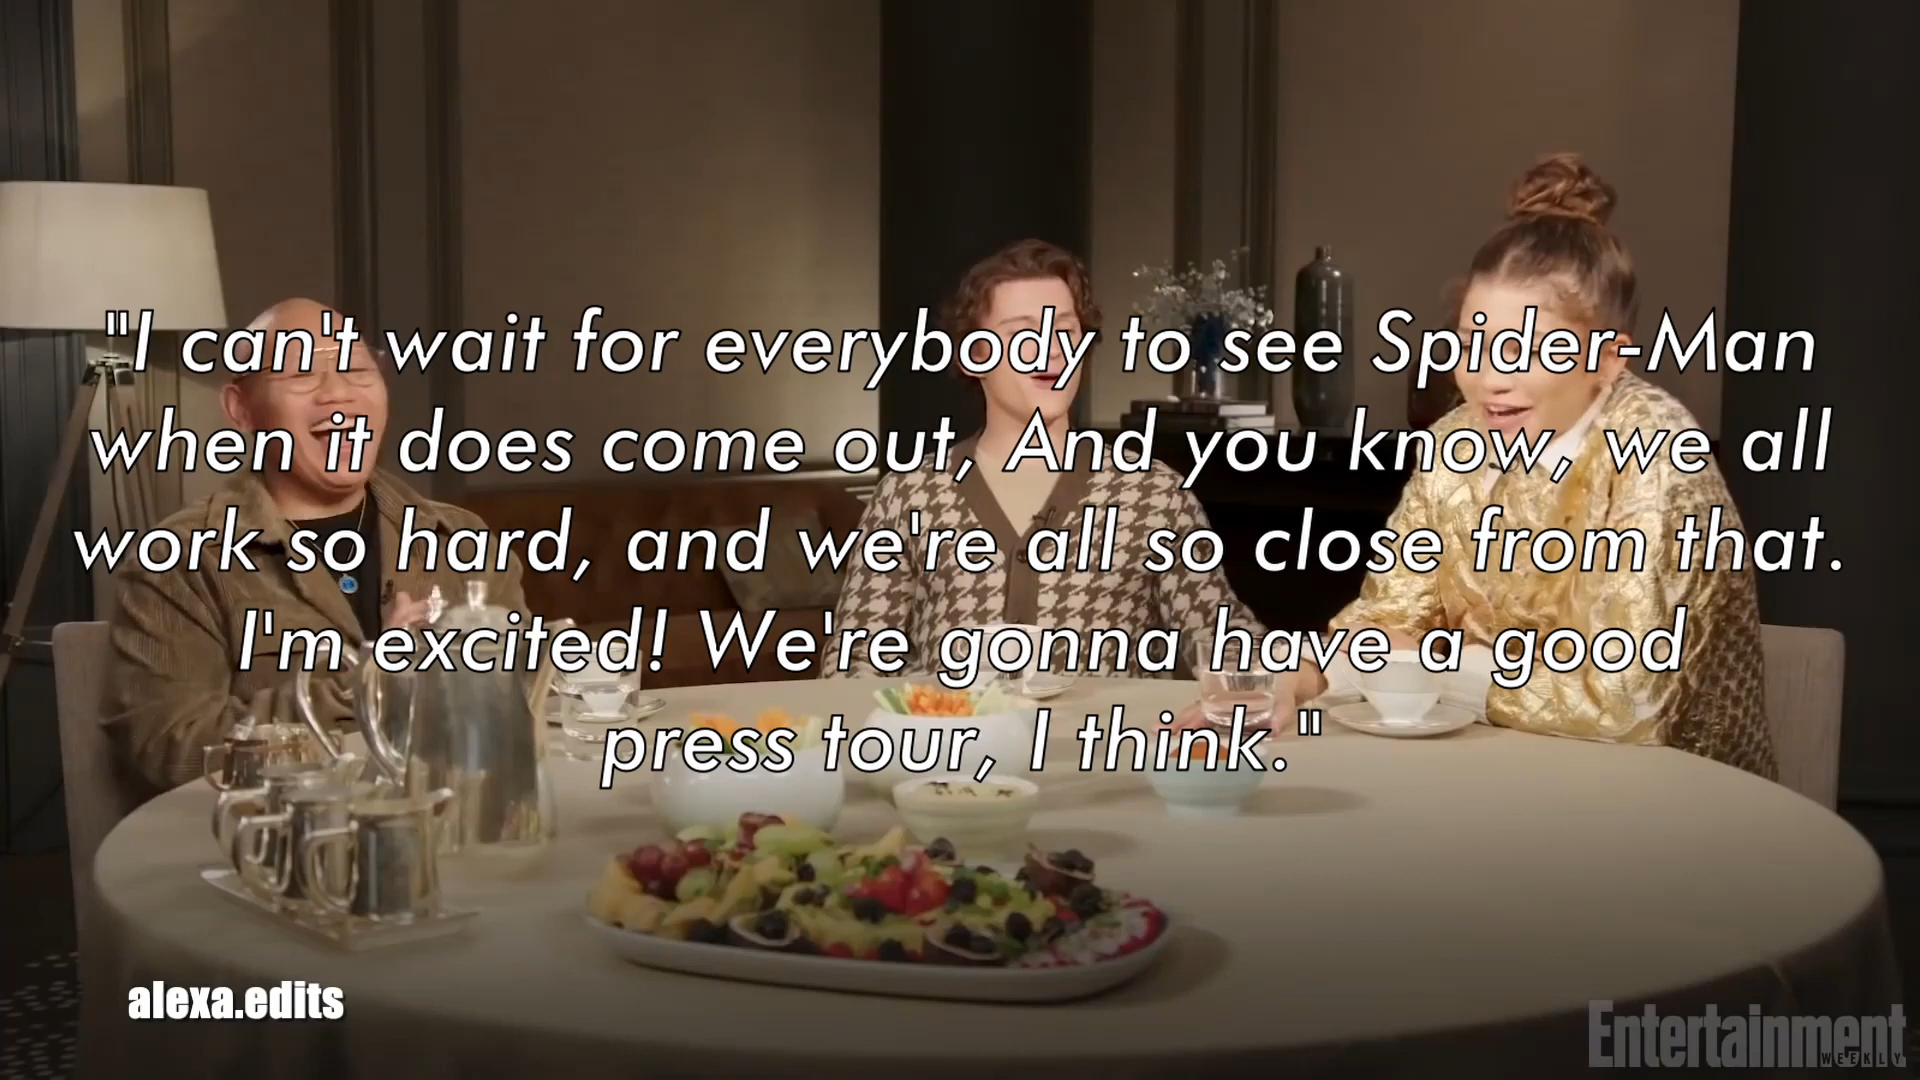 "I can't wait for everybody to see Spider-Man
when it does come out, And you know, we all
work so hard, and we're all so close from that.
I'm excited! We're gonna have a good
press tour, I think."
alexa.edits
Entertainment
WEEKLY